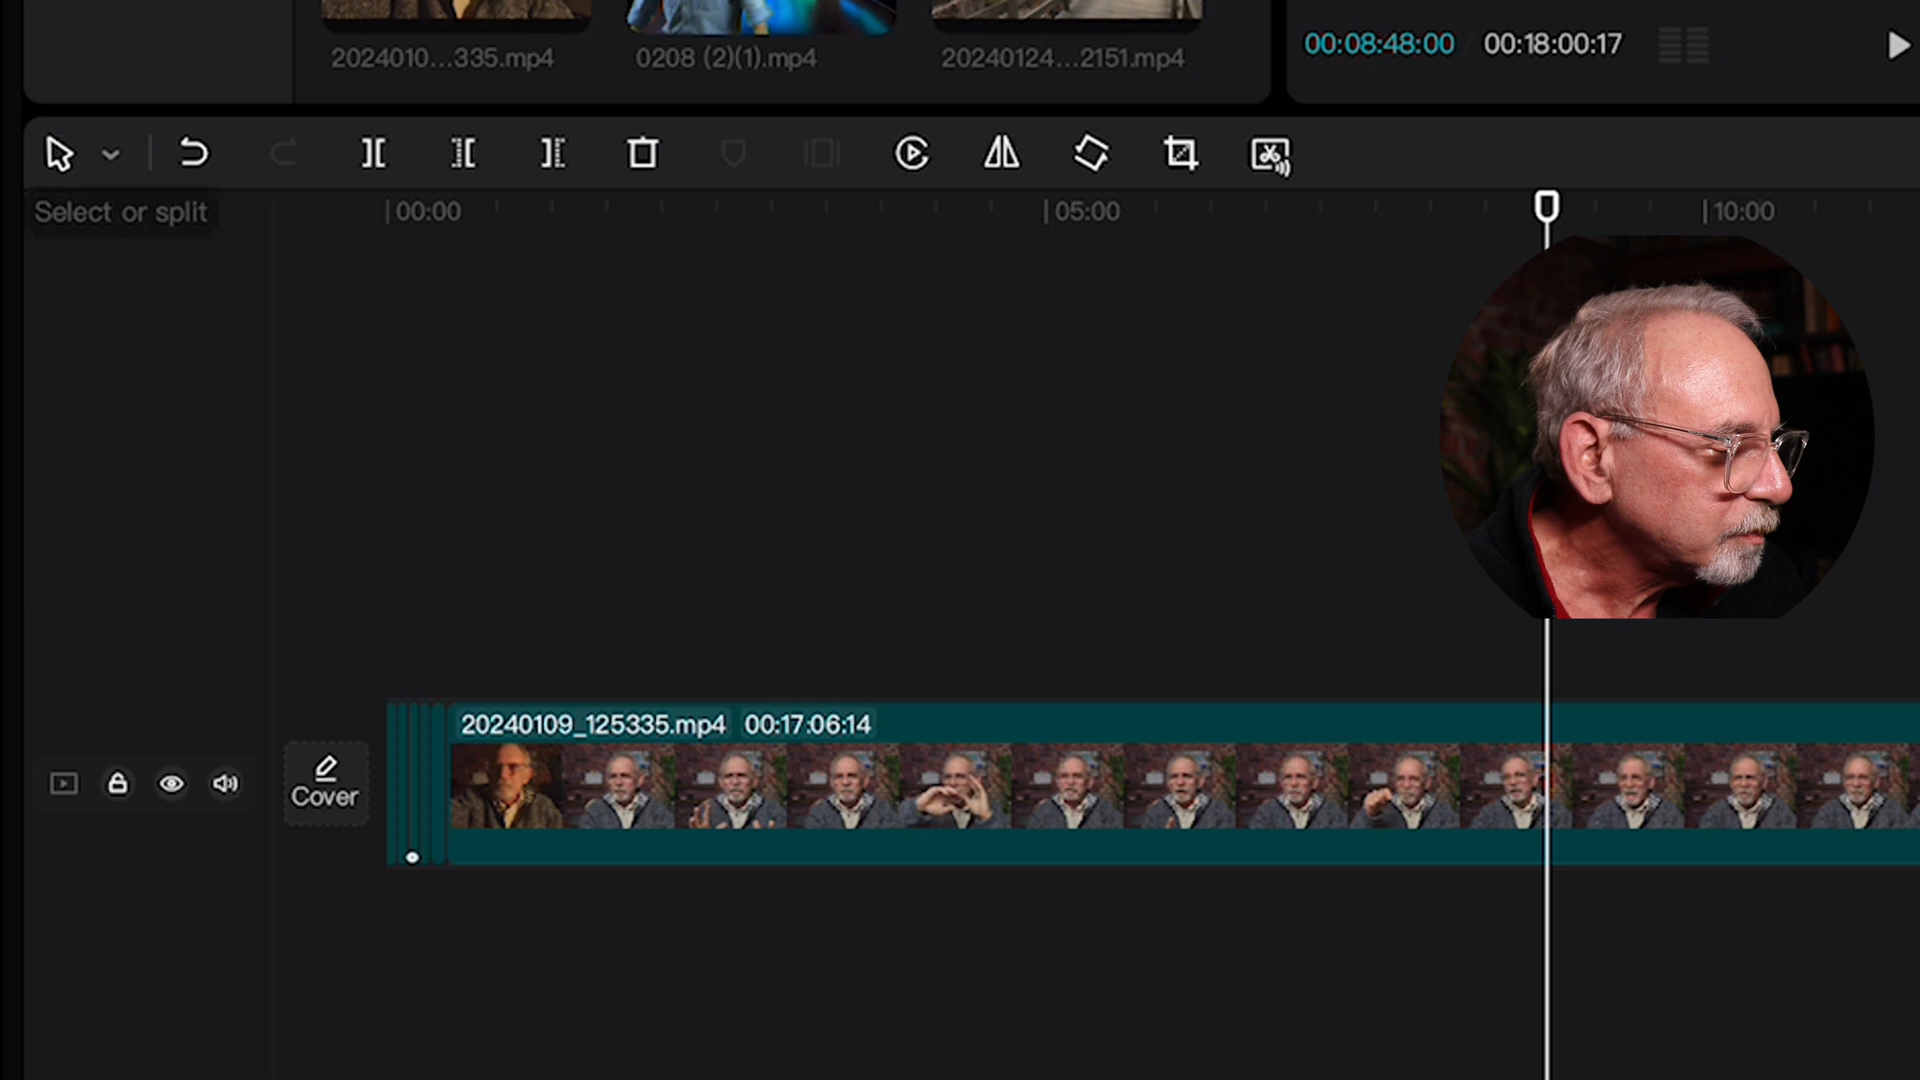 2024010...335.mp4
0208 (2)(1).mp4
20240124...2151.mp4
00:08:48:00
00:18:00:17
Select or split
00:00
05:00
10:00
20240109_125335.mp4 00:17:06:14
Cover